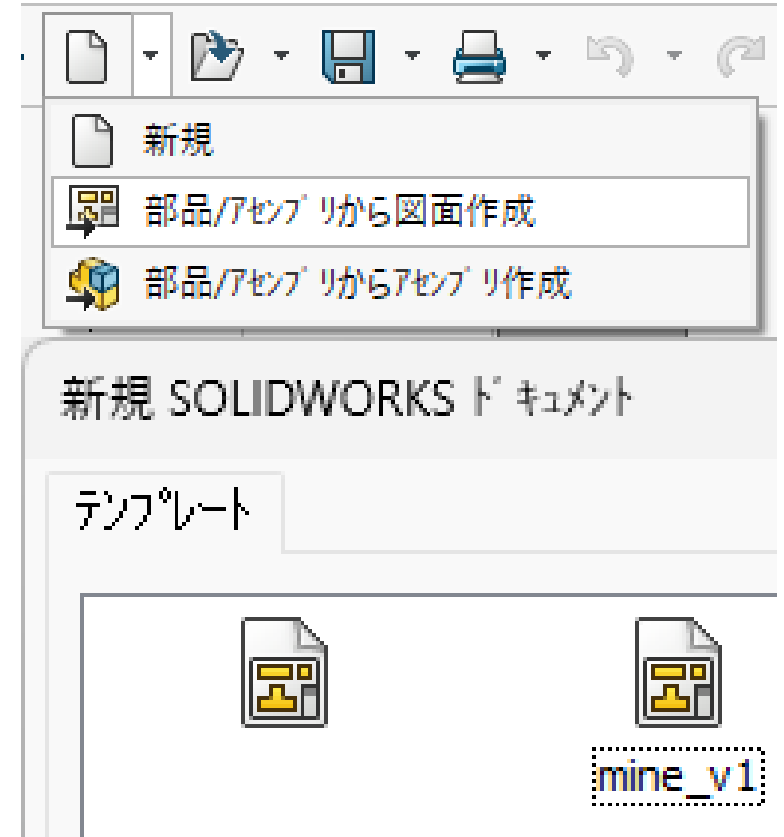 新規
部品/ｱｾﾝﾌﾞﾘから図面作成
部品/ｱｾﾝﾌﾞﾘからｱｾﾝﾌﾞﾘ作成
新規 SOLIDWORKS ﾄﾞｷｭﾒﾝﾄ
テンプレート
mine_v1